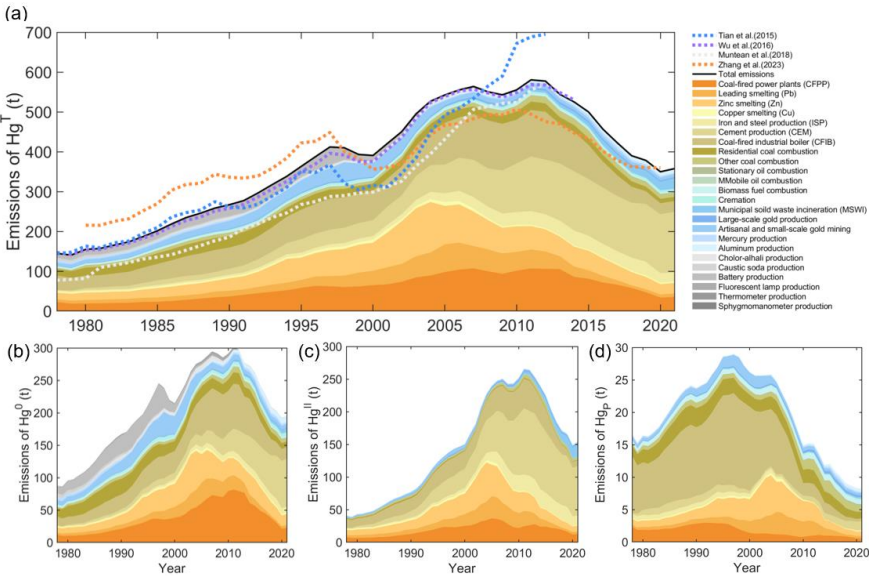 (a)
Emissions of Hg^T (t)
700
600
500
400
300
200
100
0
1980 1985 1990 1995 2000 2005 2010 2015 2020
Tian et al.(2015)
Wu et al.(2016)
Muntean et al.(2018)
Zhang et al.(2023)
Total emissions
Coal-fired power plants (CFPP)
Leading smelting (Pb)
Zinc smelting (Zn)
Copper smelting (Cu)
Iron and steel production (ISP)
Cement production (CEM)
Coal-fired industrial boiler (CFIB)
Residential coal combustion
Other coal combustion
Stationary oil combustion
MMobile oil combustion
Biomass fuel combustion
Cremation
Municipal soild waste incineration (MSWI)
Large-scale gold production
Artisanal and small-scale gold mining
Mercury production
Aluminum production
Cholor-alhali production
Caustic soda production
Battery production
Fluorescent lamp production
Thermometer production
Sphygmomanometer production
(b)
Emissions of Hg^0 (t)
300
250
200
150
100
50
0
1980 1990 2000 2010 2020
Year
(c)
Emissions of Hg^II (t)
300
250
200
150
100
50
0
1980 1990 2000 2010 2020
Year
(d)
Emissions of Hg_P (t)
30
25
20
15
10
5
0
1980 1990 2000 2010 2020
Year